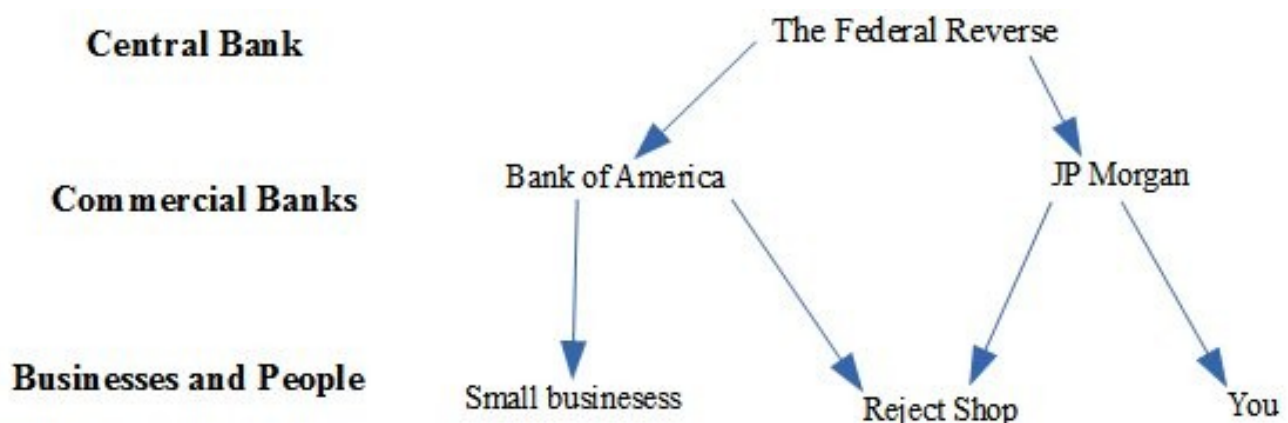 Central Bank
The Federal Reverse
Commercial Banks
Bank of America
JP Morgan
Businesses and People
Small businesess
Reject Shop
You